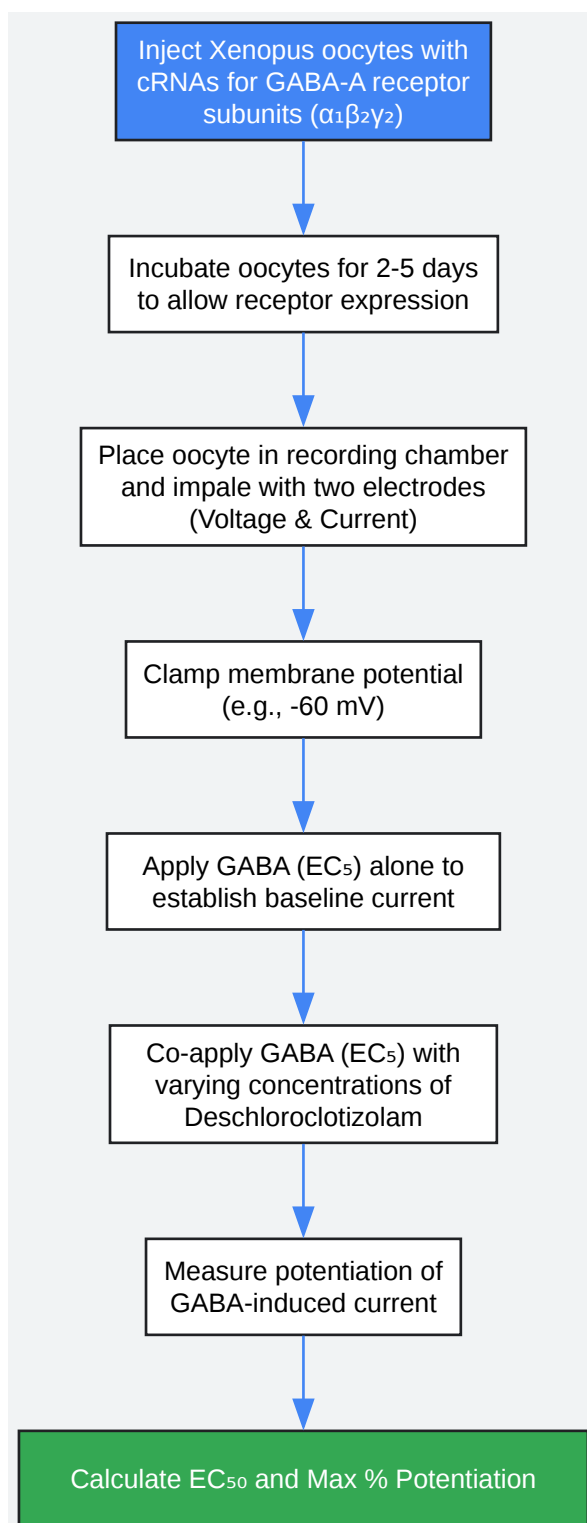 Inject Xenopus oocytes with
cRNAs for GABA-A receptor
subunits (α₁β₂γ₂)
Incubate oocytes for 2-5 days
to allow receptor expression
Place oocyte in recording chamber
and impale with two electrodes
(Voltage & Current)
Clamp membrane potential
(e.g., -60 mV)
Apply GABA (EC₅) alone to
establish baseline current
Co-apply GABA (EC₅) with
varying concentrations of
Deschloroclotizolam
Measure potentiation of
GABA-induced current
Calculate EC₅₀ and Max % Potentiation